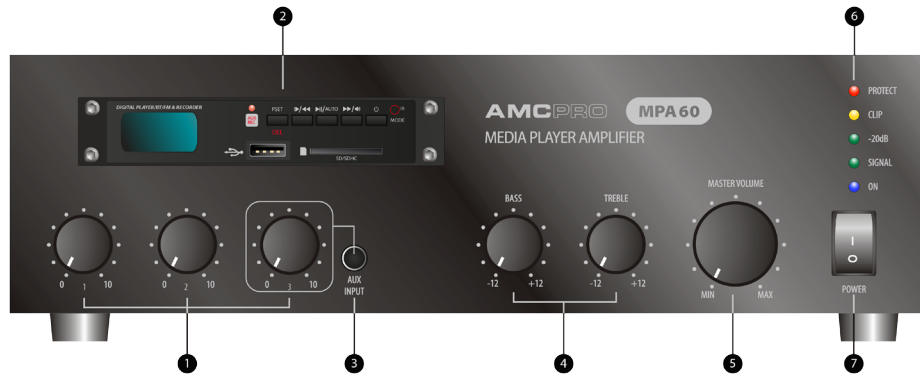 2
6
DIGITAL PLAYER/BT/FM & RECORDER
PSET
/AUTO
IR
MODE
DEL
SD/SDHC
AMCPRO MPA60
MEDIA PLAYER AMPLIFIER
PROTECT
CLIP
-20dB
SIGNAL
ON
0 1 10
0 2 10
0 3 10
AUX
INPUT
BASS
-12 +12
TREBLE
-12 +12
MASTER VOLUME
MIN MAX
I
O
POWER
1
3
4
5
7